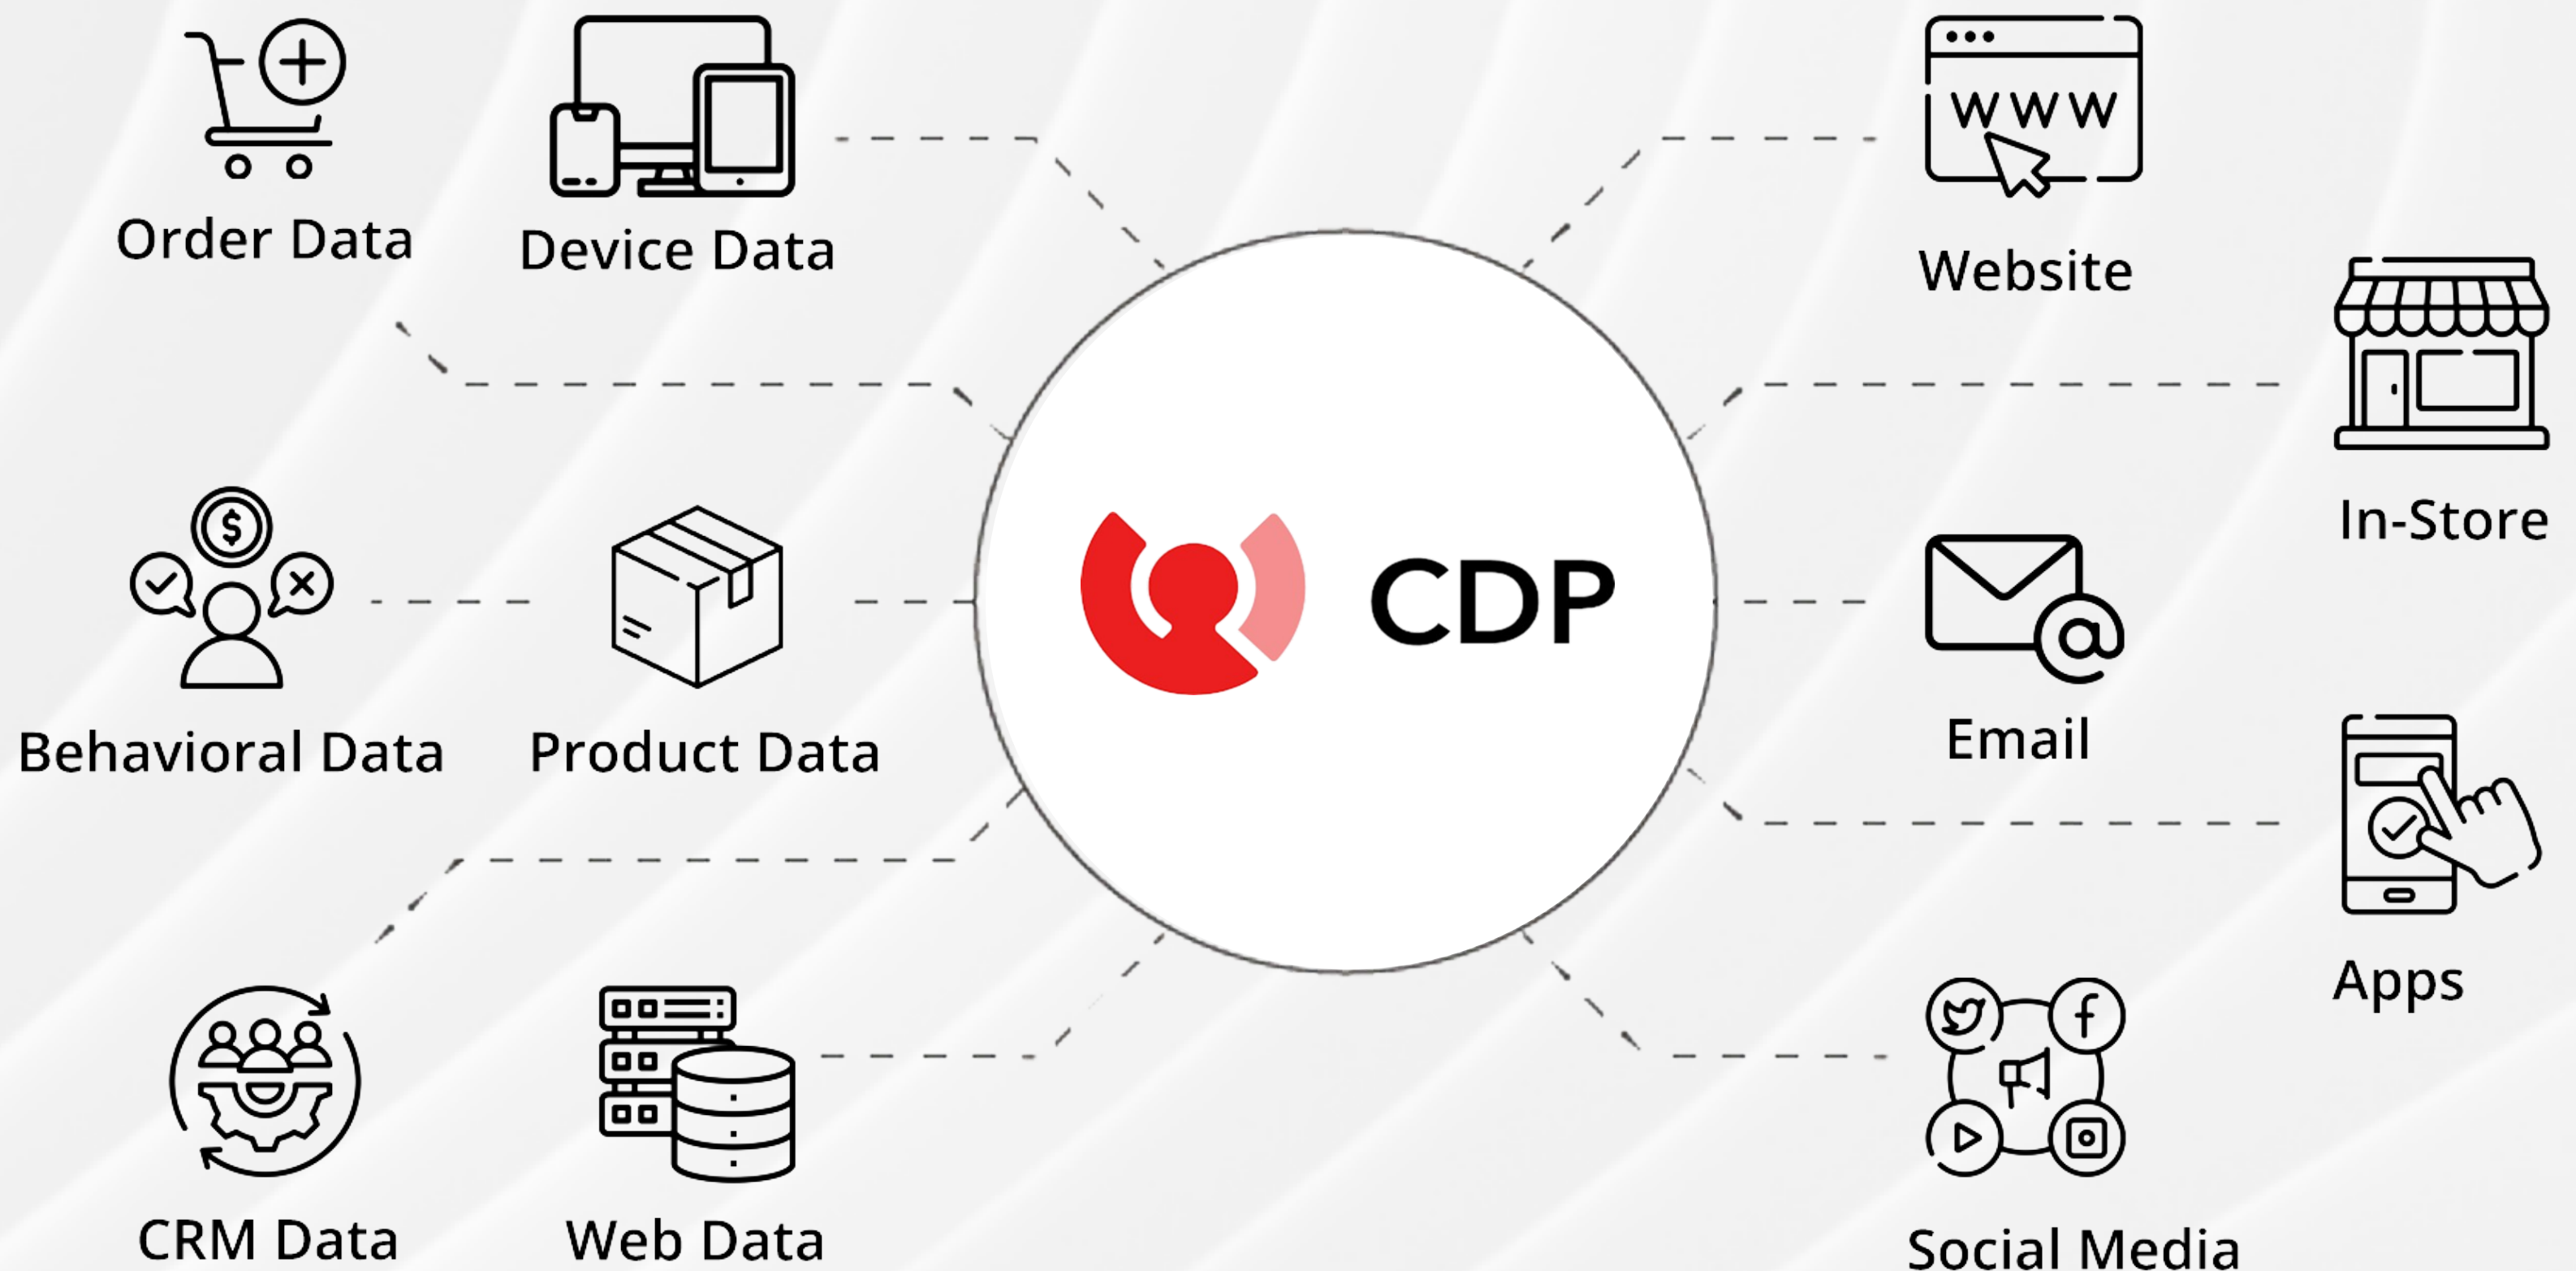 Order Data
Device Data
WWW
Website
In-Store
$
CDP
@
Email
Behavioral Data
Product Data
Apps
f
CRM Data
Web Data
Social Media